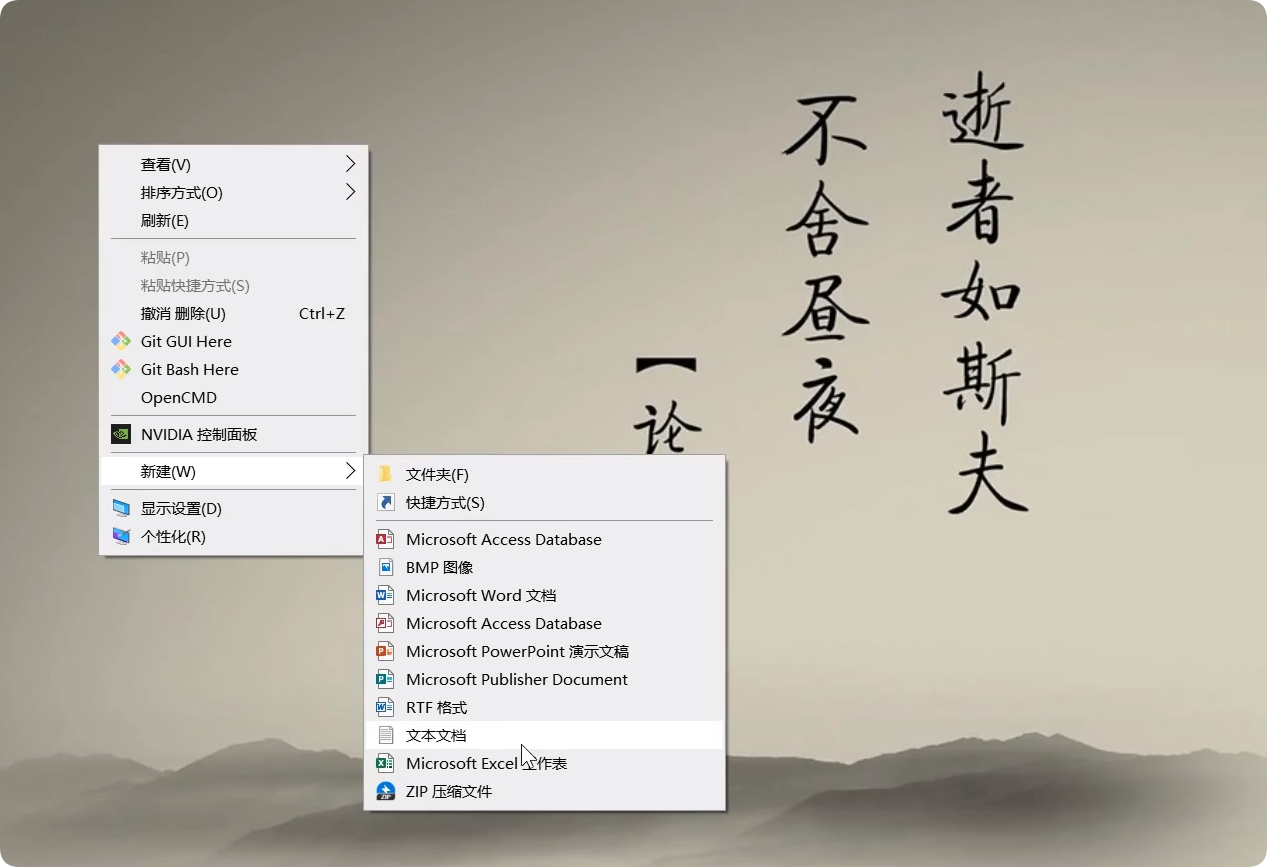 查看(V)
排序方式(O)
刷新(E)
粘贴(P)
粘贴快捷方式(S)
撤消 删除(U) Ctrl+Z
Git GUI Here
Git Bash Here
OpenCMD
NVIDIA 控制面板
新建(W)
显示设置(D)
个性化(R)
文件夹(F)
快捷方式(S)
Microsoft Access Database
BMP 图像
Microsoft Word 文档
Microsoft Access Database
Microsoft PowerPoint 演示文稿
Microsoft Publisher Document
RTF 格式
文本文档
Microsoft Excel 工作表
ZIP 压缩文件
逝者如斯夫
不舍昼夜
【论